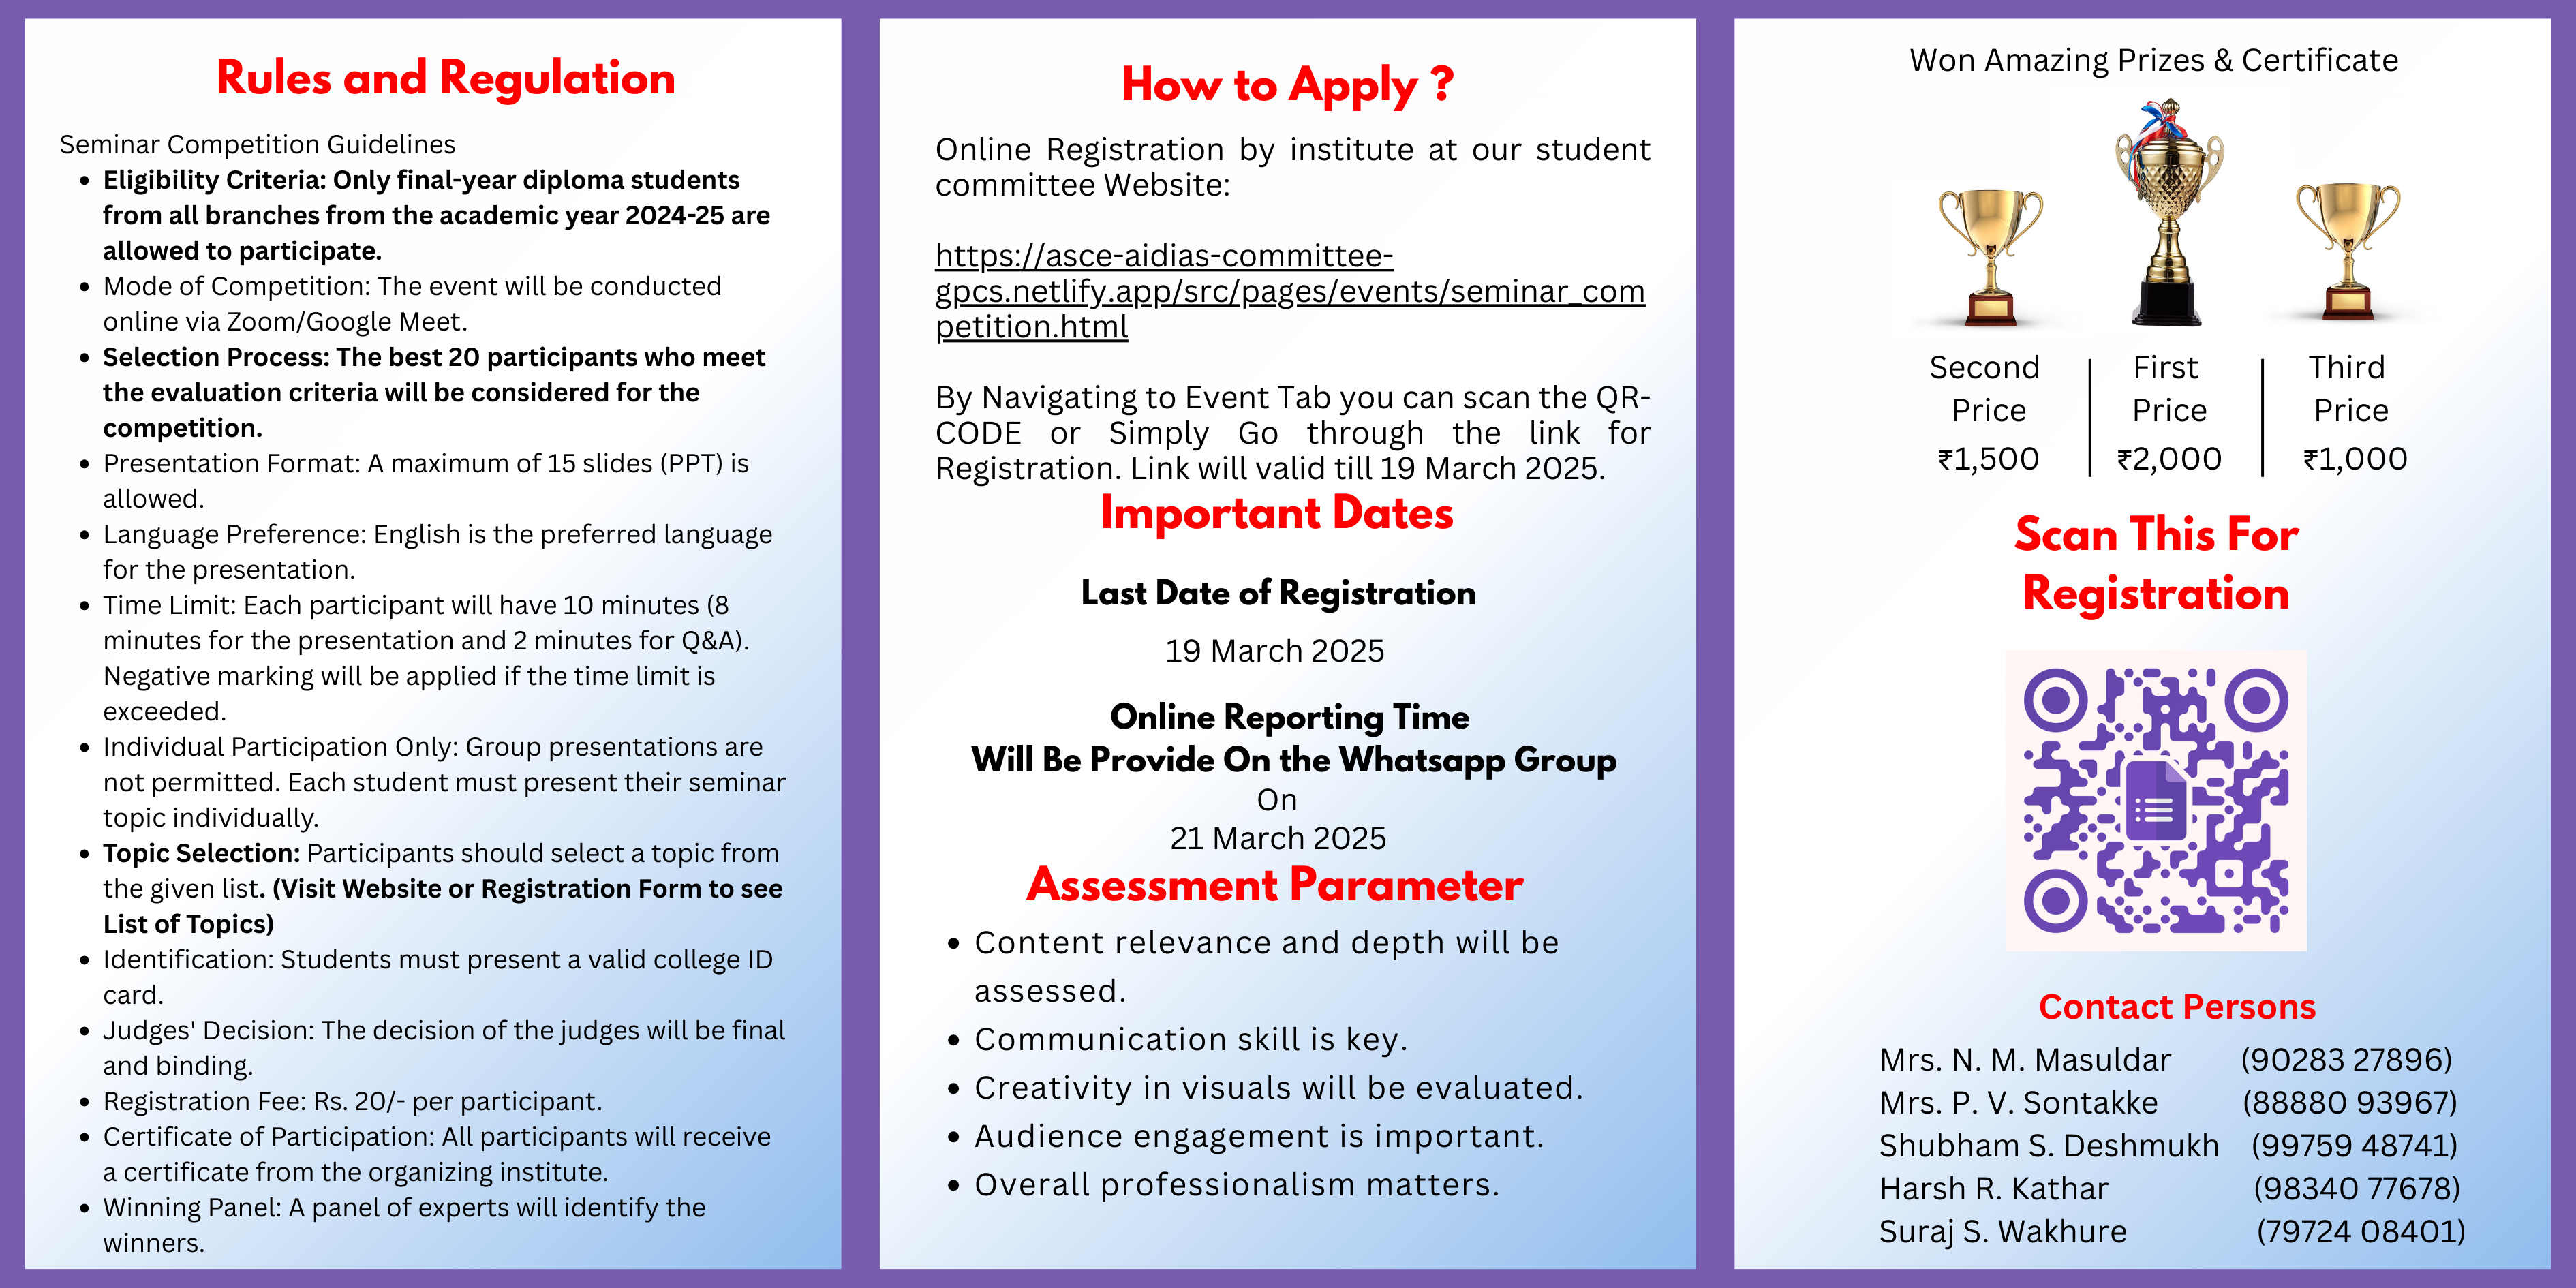 Rules and Regulation
Seminar Competition Guidelines
• Eligibility Criteria: Only final-year diploma students
from all branches from the academic year 2024-25 are
allowed to participate.
• Mode of Competition: The event will be conducted
online via Zoom/Google Meet.
• Selection Process: The best 20 participants who meet
the evaluation criteria will be considered for the
competition.
• Presentation Format: A maximum of 15 slides (PPT) is
allowed.
• Language Preference: English is the preferred language
for the presentation.
• Time Limit: Each participant will have 10 minutes (8
minutes for the presentation and 2 minutes for Q&A).
Negative marking will be applied if the time limit is
exceeded.
• Individual Participation Only: Group presentations are
not permitted. Each student must present their seminar
topic individually.
• Topic Selection: Participants should select a topic from
the given list. (Visit Website or Registration Form to see
List of Topics)
• Identification: Students must present a valid college ID
card.
• Judges' Decision: The decision of the judges will be final
and binding.
• Registration Fee: Rs. 20/- per participant.
• Certificate of Participation: All participants will receive
a certificate from the organizing institute.
• Winning Panel: A panel of experts will identify the
winners.
How to Apply ?
Online Registration by institute at our student
committee Website:
https://asce-aidias-committee-
gpcs.netlify.app/src/pages/events/seminar_com
petition.html
By Navigating to Event Tab you can scan the QR-
CODE or Simply Go through the link for
Registration. Link will valid till 19 March 2025.
Important Dates
Last Date of Registration
19 March 2025
Online Reporting Time
Will Be Provide On the Whatsapp Group
On
21 March 2025
Assessment Parameter
• Content relevance and depth will be
assessed.
• Communication skill is key.
• Creativity in visuals will be evaluated.
• Audience engagement is important.
• Overall professionalism matters.
Won Amazing Prizes & Certificate
Second Price ₹1,500
First Price ₹2,000
Third Price ₹1,000
Scan This For
Registration
Contact Persons
Mrs. N. M. Masuldar (90283 27896)
Mrs. P. V. Sontakke (88880 93967)
Shubham S. Deshmukh (99759 48741)
Harsh R. Kathar (98340 77678)
Suraj S. Wakhure (79724 08401)